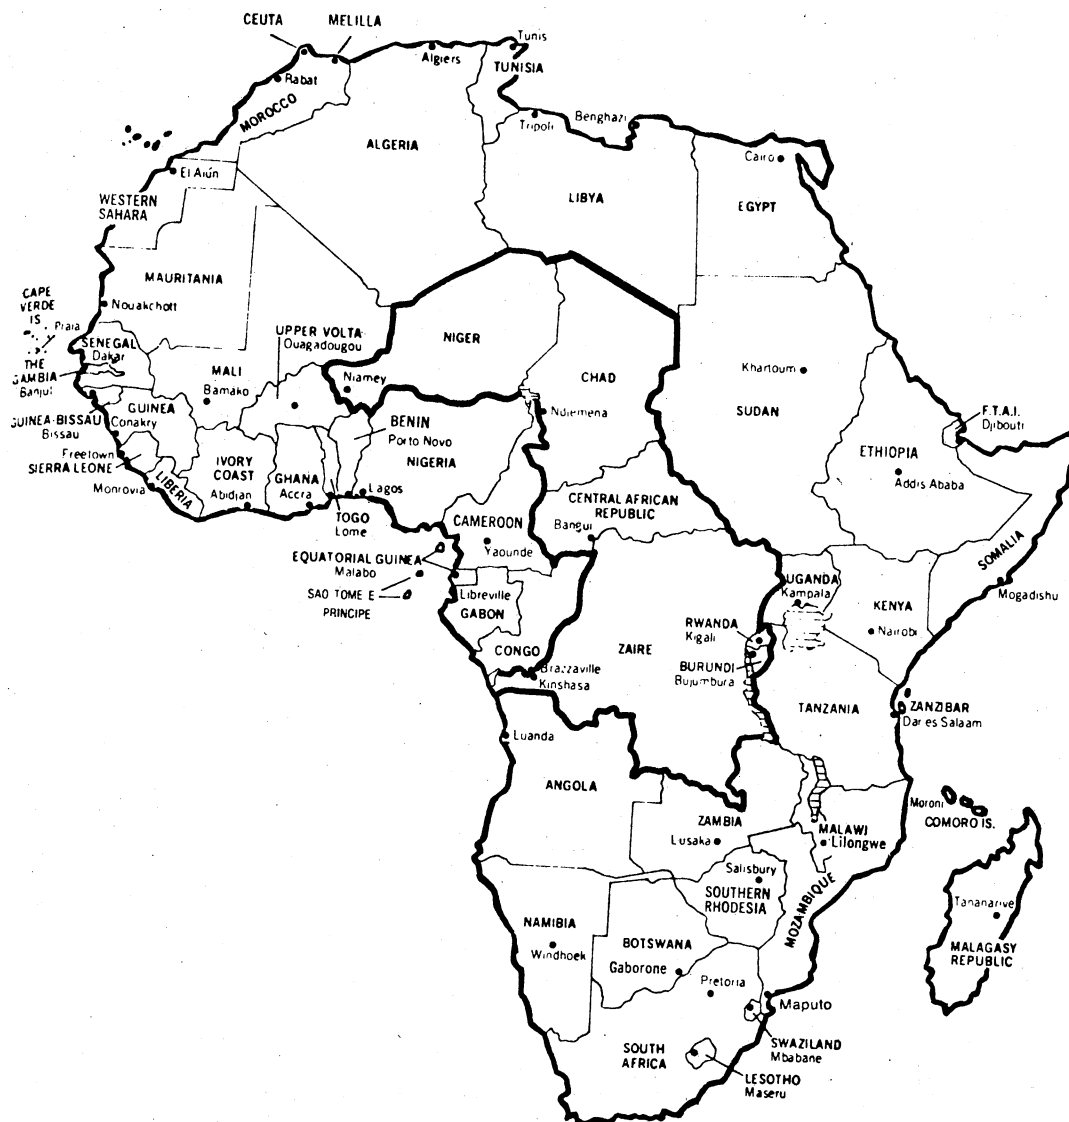 CEUTA
MELILLA
Tunis
Algiers
TUNISIA
Rabat
MOROCCO
Tripoli
Benghazi
ALGERIA
Cairo
El Aiún
WESTERN
SAHARA
LIBYA
EGYPT
MAURITANIA
CAPE
VERDE
IS
Praia
Nouakchott
UPPER VOLTA
Ouagadougou
NIGER
SENEGAL
Dakar
THE
GAMBIA
Banjul
MALI
Bamako
Niamey
CHAD
Khartoum
SUDAN
GUINEA-BISSAU
Bissau
GUINEA
Conakry
BENIN
Porto Novo
Ndjemena
F.T.A.I.
Djibouti
Freetown
SIERRA LEONE
IVORY
COAST
Abidjan
GHANA
Accra
NIGERIA
ETHIOPIA
Addis Ababa
Monrovia
LIBERIA
Lagos
TOGO
Lome
CENTRAL AFRICAN
REPUBLIC
CAMEROON
Bangui
Yaounde
SOMALIA
EQUATORIAL GUINEA
Malabo
UGANDA
Kampala
Mogadishu
SAO TOME E
PRINCIPE
Libreville
GABON
KENYA
Nairobi
RWANDA
Kigali
CONGO
ZAIRE
BURUNDI
Bujumbura
Brazzaville
Kinshasa
TANZANIA
ZANZIBAR
Dar es Salaam
Luanda
ANGOLA
Moroni
COMORO IS.
ZAMBIA
Lusaka
MALAWI
Lilongwe
Salisbury
SOUTHERN
RHODESIA
MOZAMBIQUE
Tananarive
NAMIBIA
Windhoek
BOTSWANA
Gaborone
MALAGASY
REPUBLIC
Pretoria
Maputo
SWAZILAND
Mbabane
SOUTH
AFRICA
LESOTHO
Maseru